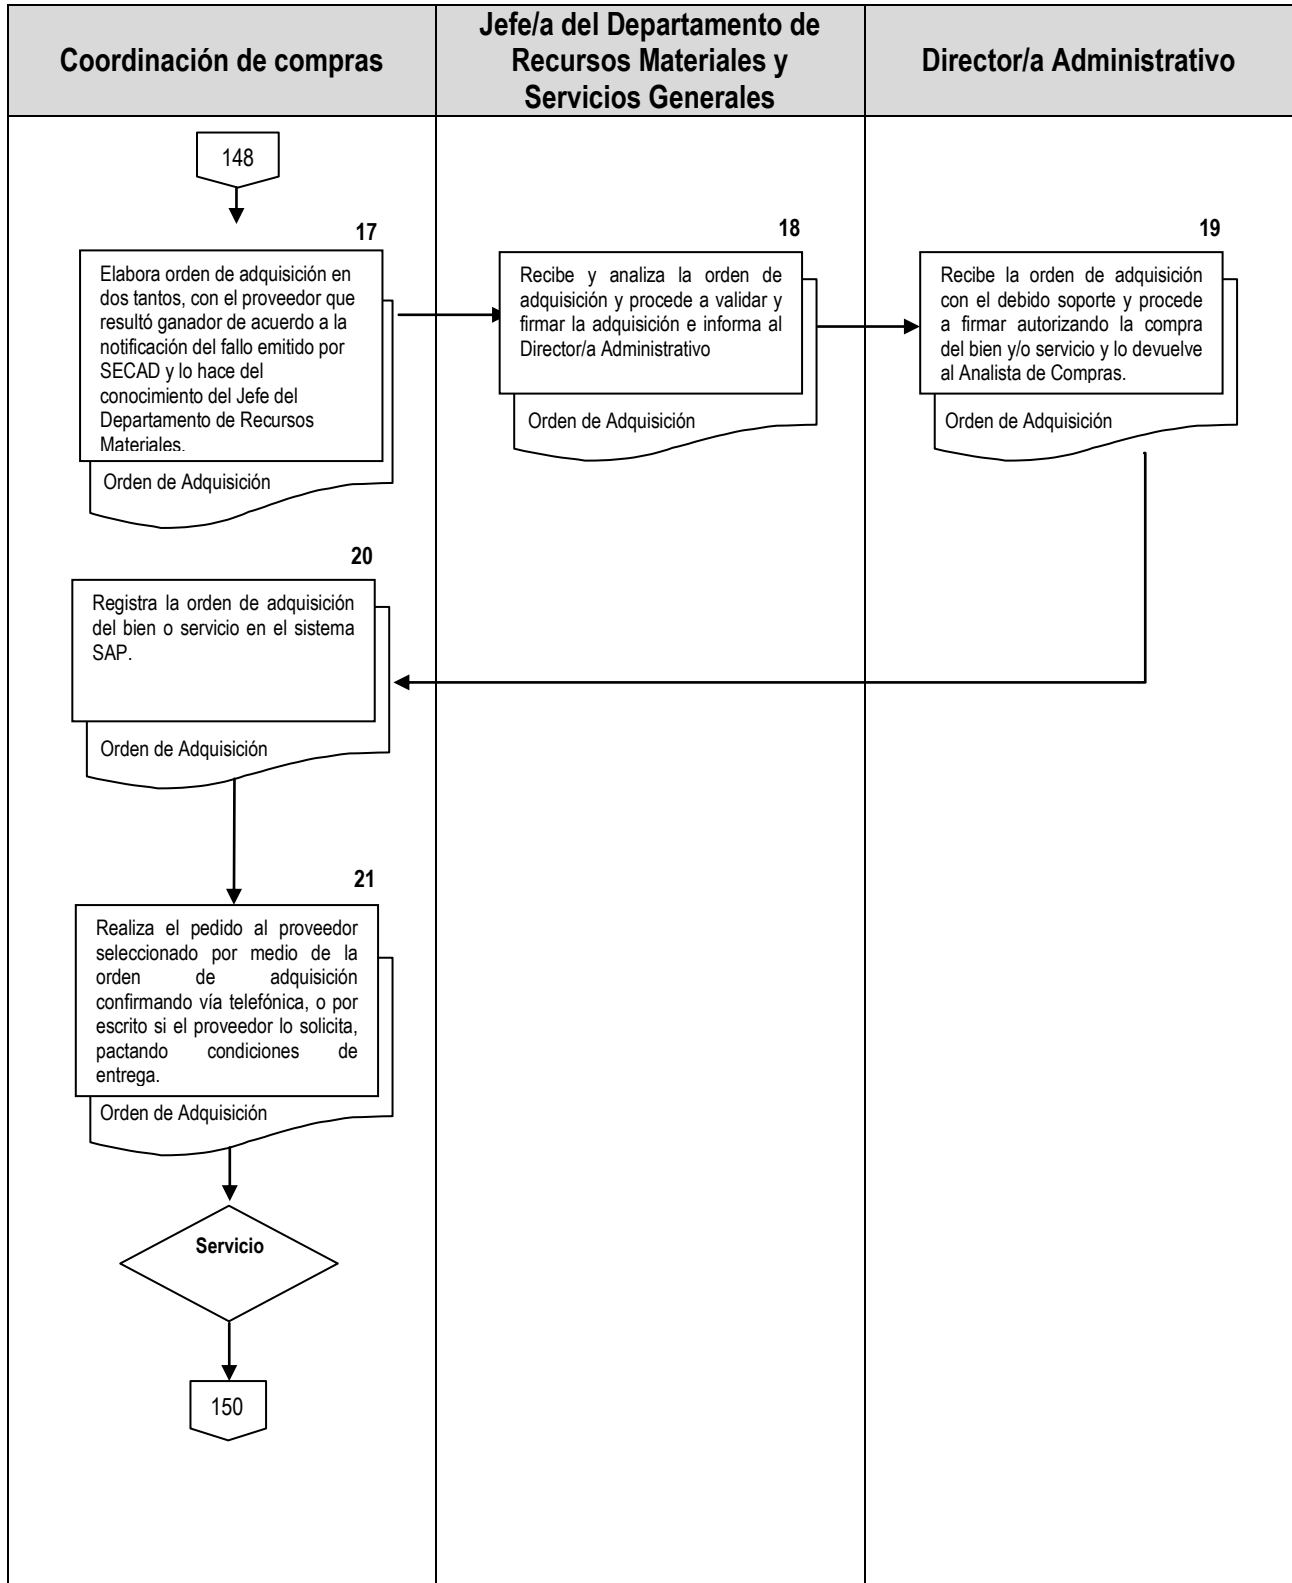 Coordinación de compras
Jefe/a del Departamento de
Recursos Materiales y
Servicios Generales
Director/a Administrativo
148
17
Elabora orden de adquisición en
dos tantos, con el proveedor que
resultó ganador de acuerdo a la
notificación del fallo emitido por
SECAD y lo hace del
conocimiento del Jefe del
Departamento de Recursos
Materiales.
Orden de Adquisición
18
Recibe y analiza la orden de
adquisición y procede a validar y
firmar la adquisición e informa al
Director/a Administrativo
Orden de Adquisición
19
Recibe la orden de adquisición
con el debido soporte y procede
a firmar autorizando la compra
del bien y/o servicio y lo devuelve
al Analista de Compras.
Orden de Adquisición
20
Registra la orden de adquisición
del bien o servicio en el sistema
SAP.
Orden de Adquisición
21
Realiza el pedido al proveedor
seleccionado por medio de la
orden de adquisición
confirmando vía telefónica, o por
escrito si el proveedor lo solicita,
pactando condiciones de
entrega.
Orden de Adquisición
Servicio
150